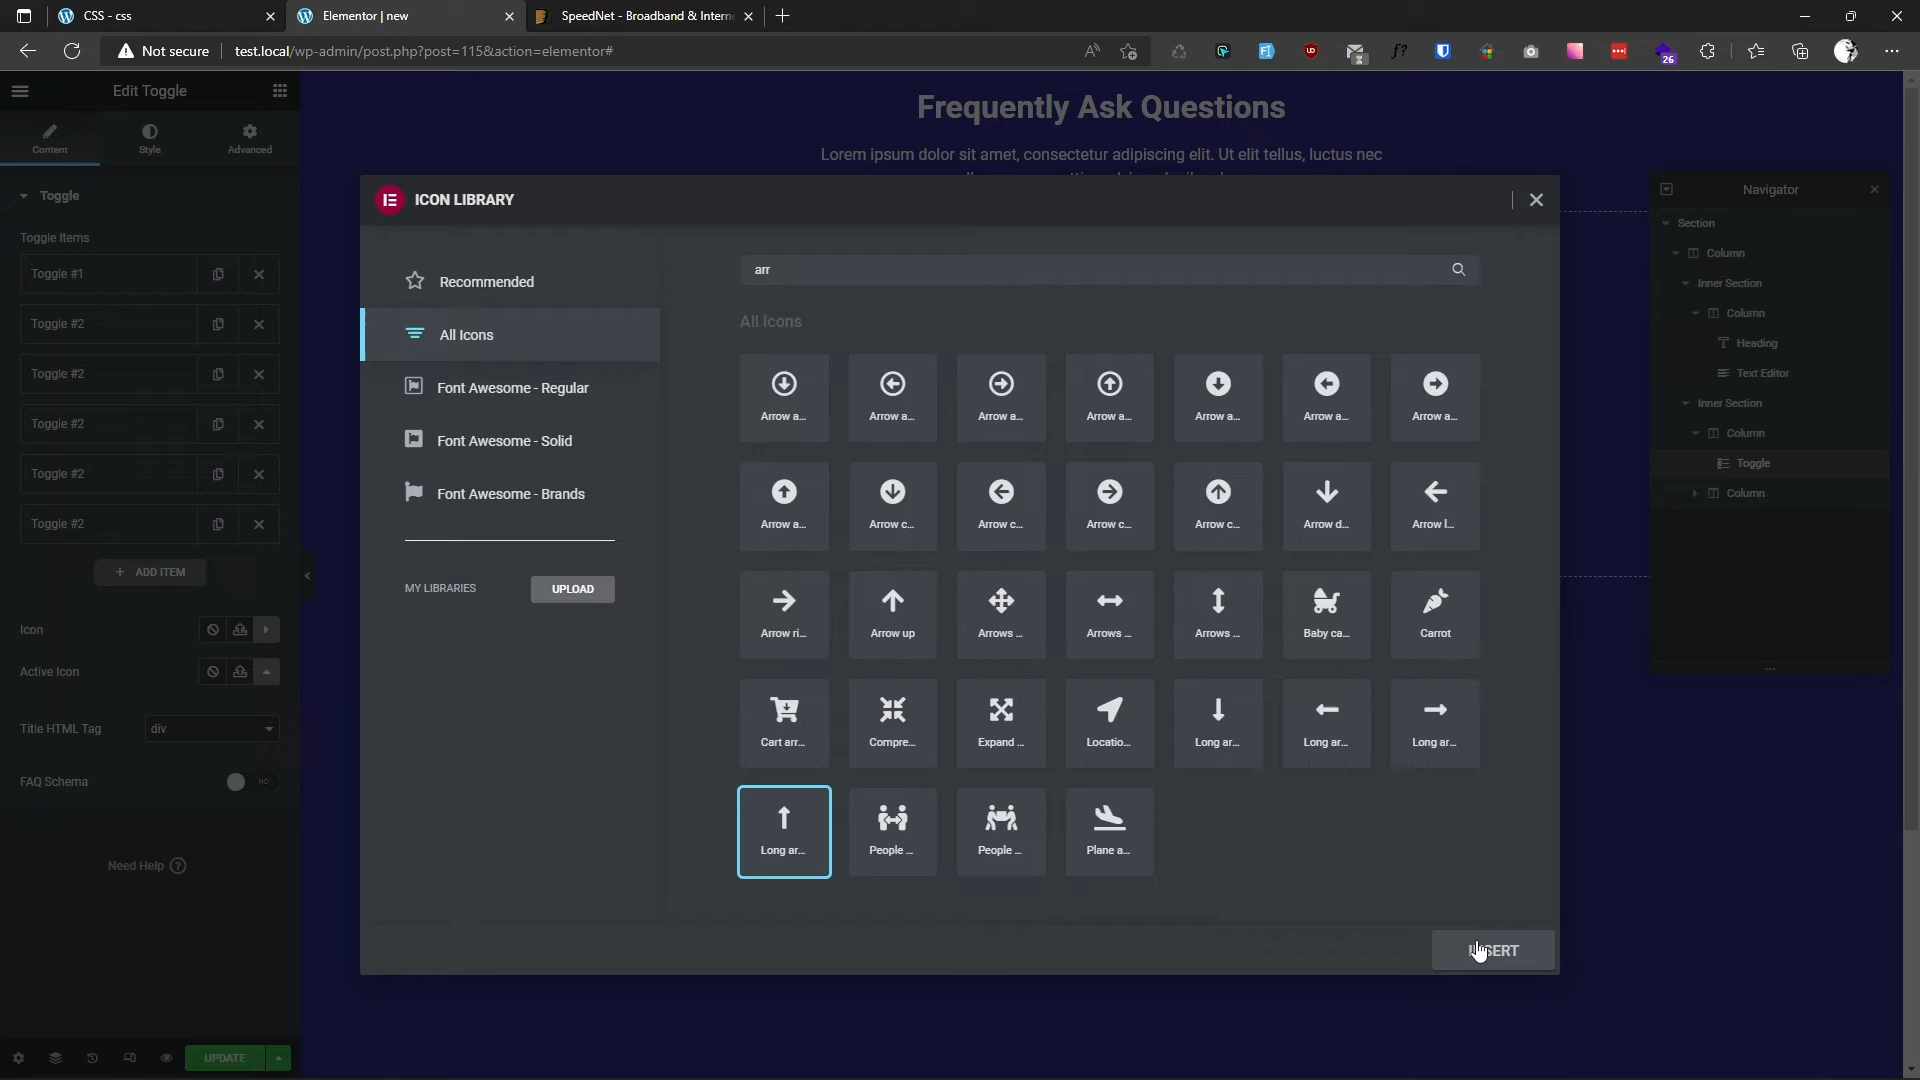 CSS - css
Elementor | new
SpeedNet - Broadband & Intern
Not secure
test.local/wp-admin/post.php?post=115&action=elementor#
26
Edit Toggle
Content
Style
Advanced
Toggle
Toggle Items
Toggle #1
Toggle #2
Toggle #2
Toggle #2
Toggle #2
Toggle #2
ADD ITEM
Icon
Active Icon
Title HTML Tag
div
FAQ Schema
NO
Need Help
UPDATE
Frequently Ask Questions
Lorem ipsum dolor sit amet, consectetur adipiscing elit. Ut elit tellus, luctus nec
ICON LIBRARY
Recommended
All Icons
Font Awesome - Regular
Font Awesome - Solid
Font Awesome - Brands
MY LIBRARIES
UPLOAD
arr
All Icons
Arrow a... Arrow a... Arrow a... Arrow a... Arrow a... Arrow a... Arrow a...
Arrow a... Arrow c... Arrow c... Arrow c... Arrow c... Arrow d... Arrow l...
Arrow ri... Arrow up Arrows ... Arrows ... Arrows ... Baby ca... Carrot
Cart arr... Compre... Expand ... Locatio... Long ar... Long ar... Long ar...
Long ar... People ... People ... Plane a...
INSERT
Navigator
Section
Column
Inner Section
Column
Heading
Text Editor
Inner Section
Column
Toggle
Column